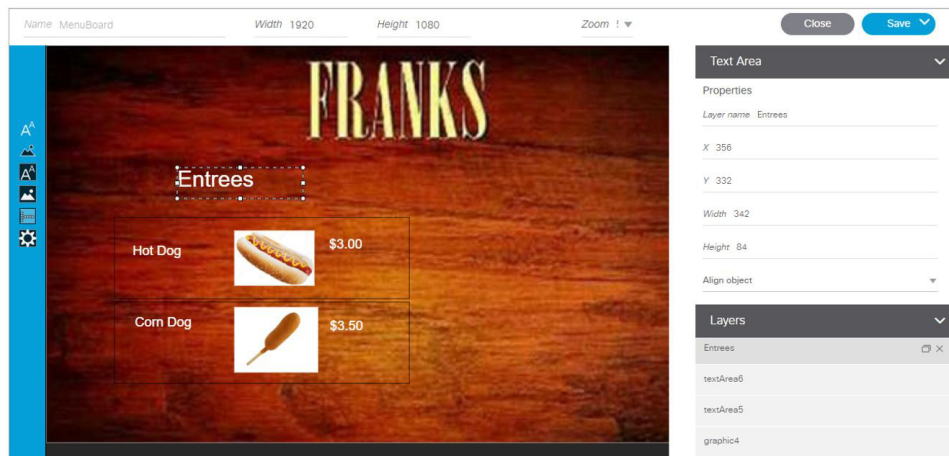 Name MenuBoard Width 1920 Height 1080 Zoom Close Save
Text Area
Properties
Layer name Entrees
X 356
Y 332
Width 342
Height 84
Align object
Layers
Entrees
textArea6
textArea5
graphic4
A^A
A^A
FRANKS
Entrees
Hot Dog $3.00
Corn Dog $3.50